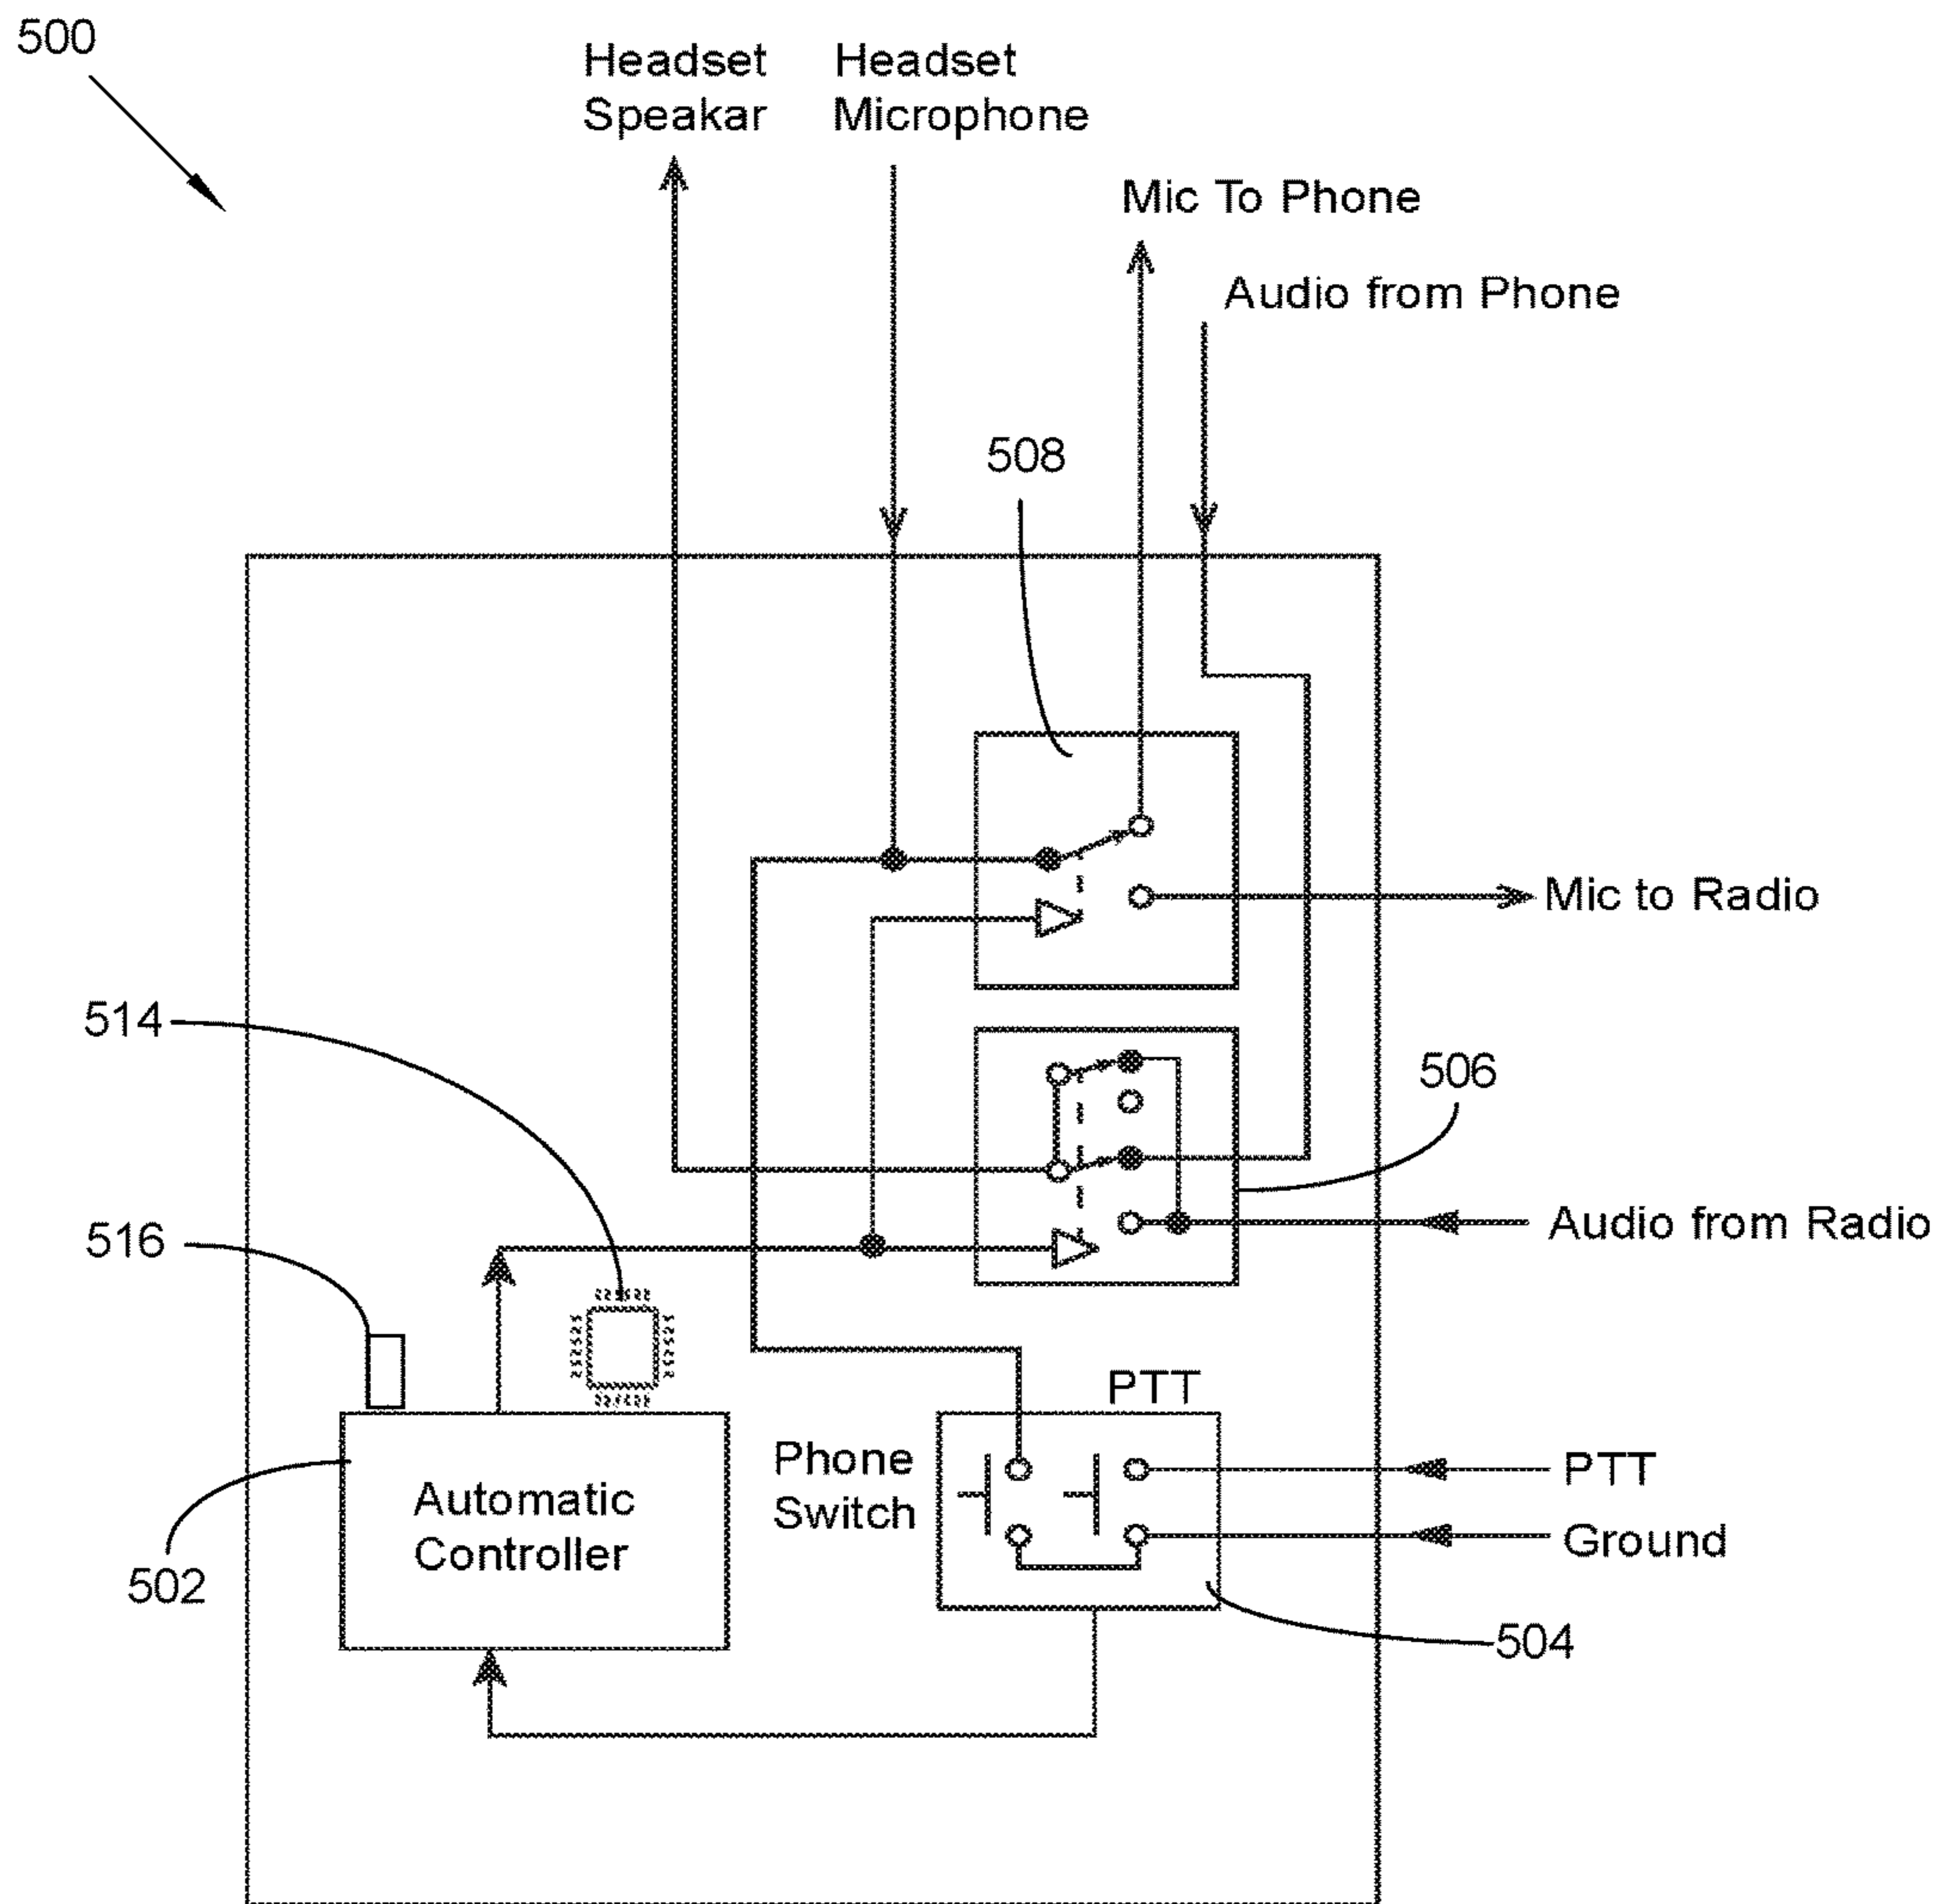 500
Headset
Speakar
Headset
Microphone
Mic To Phone
Audio from Phone
508
Mic to Radio
514
506
516
Audio from Radio
PTT
Phone
Switch
PTT
Ground
Automatic
Controller
502
504